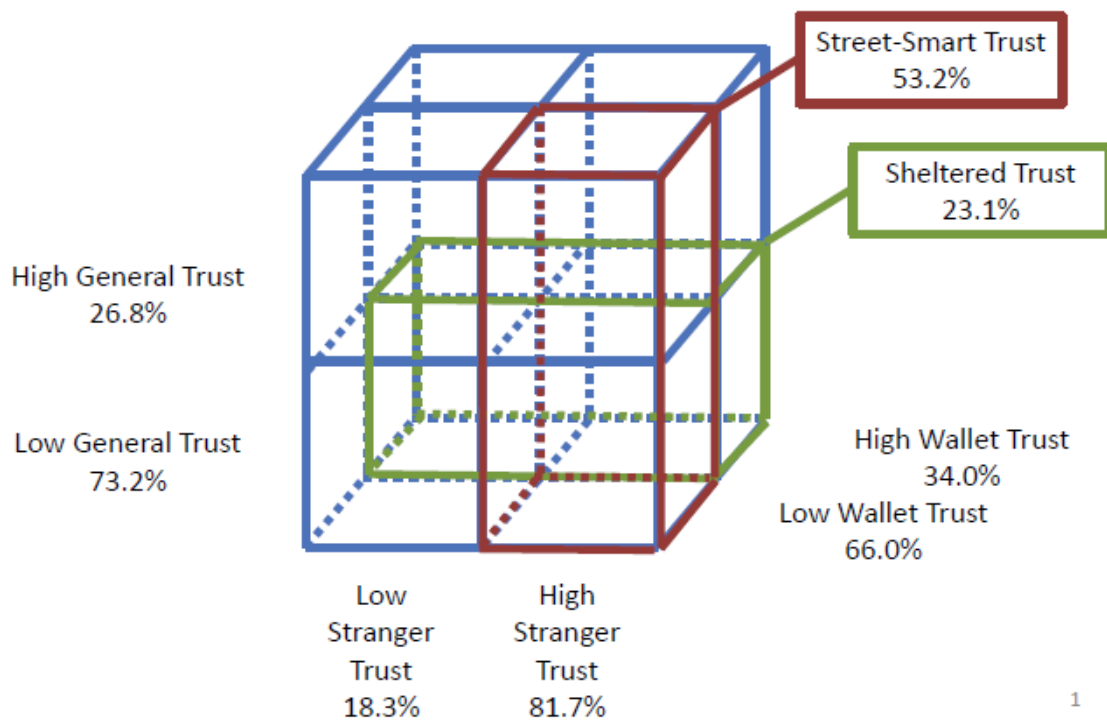 Street-Smart Trust
53.2%
Sheltered Trust
23.1%
High General Trust
26.8%
Low General Trust
73.2%
High Wallet Trust
34.0%
Low Wallet Trust
66.0%
Low
Stranger
Trust
18.3%
High
Stranger
Trust
81.7%
1